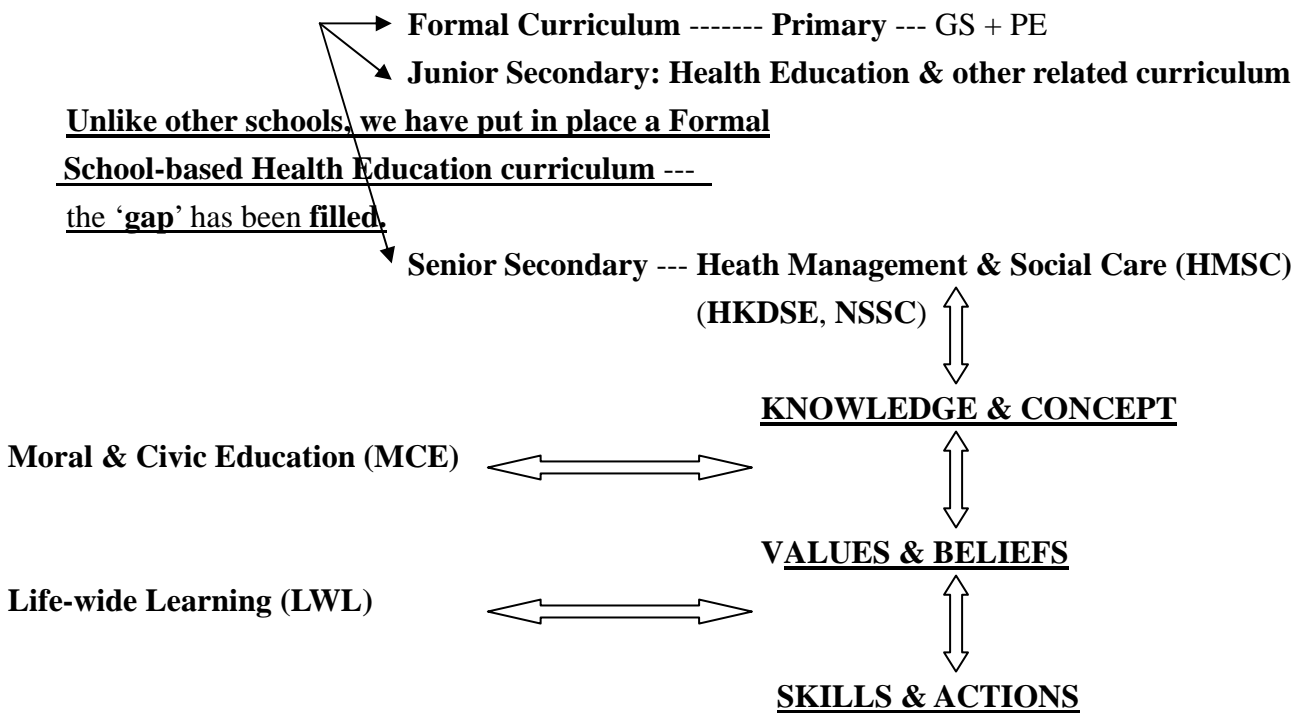 Formal Curriculum ------- Primary --- GS + PE
Junior Secondary: Health Education & other related curriculum
Unlike other schools, we have put in place a Formal
School-based Health Education curriculum ---
the ‘gap’ has been filled.
Senior Secondary --- Heath Management & Social Care (HMSC)
(HKDSE, NSSC)
KNOWLEDGE & CONCEPT
Moral & Civic Education (MCE)
VALUES & BELIEFS
Life-wide Learning (LWL)
SKILLS & ACTIONS